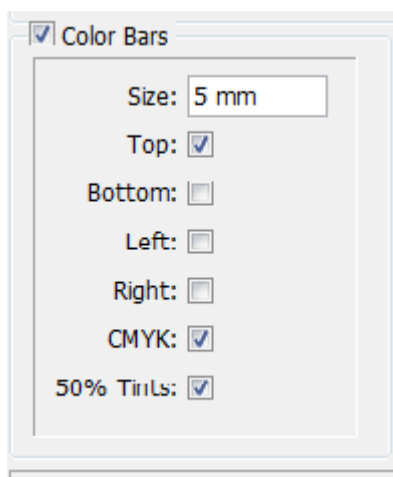 Color Bars
Size: 5 mm
Top:
Bottom:
Left:
Right:
CMYK:
50% Tints: